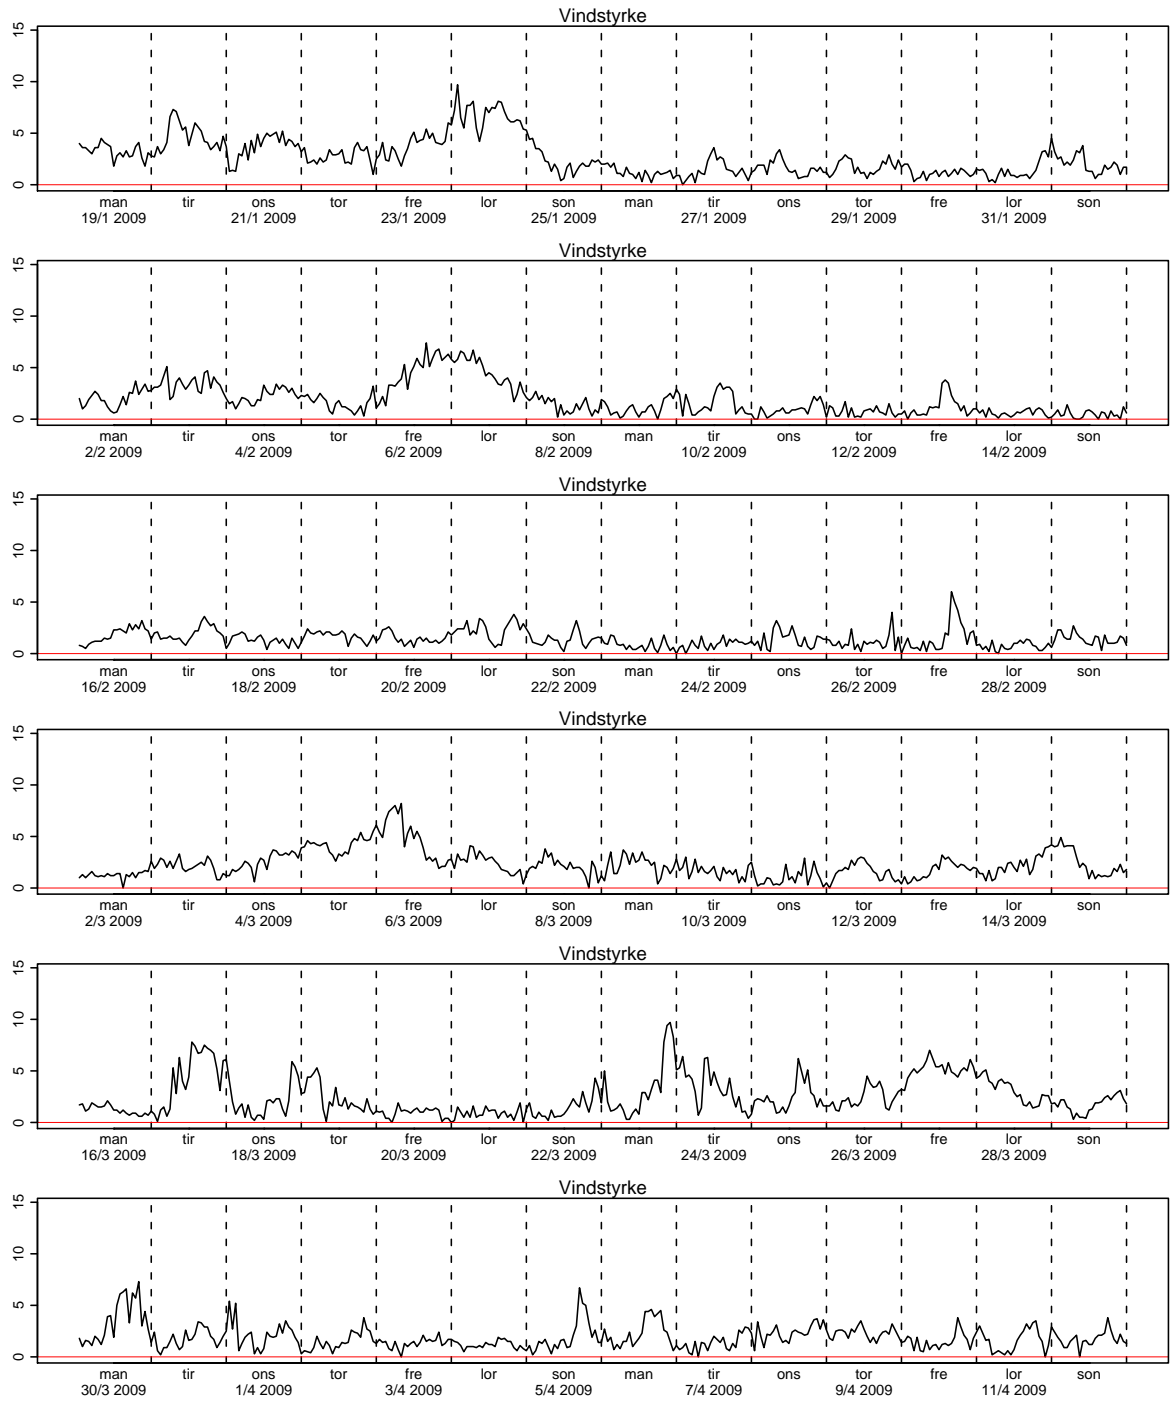 Vindstyrke
15
10
5
0
man tir ons tor fre lor son man tir ons tor fre lor son
19/1 2009 21/1 2009 23/1 2009 25/1 2009 27/1 2009 29/1 2009 31/1 2009
Vindstyrke
15
10
5
0
man tir ons tor fre lor son man tir ons tor fre lor son
2/2 2009 4/2 2009 6/2 2009 8/2 2009 10/2 2009 12/2 2009 14/2 2009
Vindstyrke
15
10
5
0
man tir ons tor fre lor son man tir ons tor fre lor son
16/2 2009 18/2 2009 20/2 2009 22/2 2009 24/2 2009 26/2 2009 28/2 2009
Vindstyrke
15
10
5
0
man tir ons tor fre lor son man tir ons tor fre lor son
2/3 2009 4/3 2009 6/3 2009 8/3 2009 10/3 2009 12/3 2009 14/3 2009
Vindstyrke
15
10
5
0
man tir ons tor fre lor son man tir ons tor fre lor son
16/3 2009 18/3 2009 20/3 2009 22/3 2009 24/3 2009 26/3 2009 28/3 2009
Vindstyrke
15
10
5
0
man tir ons tor fre lor son man tir ons tor fre lor son
30/3 2009 1/4 2009 3/4 2009 5/4 2009 7/4 2009 9/4 2009 11/4 2009